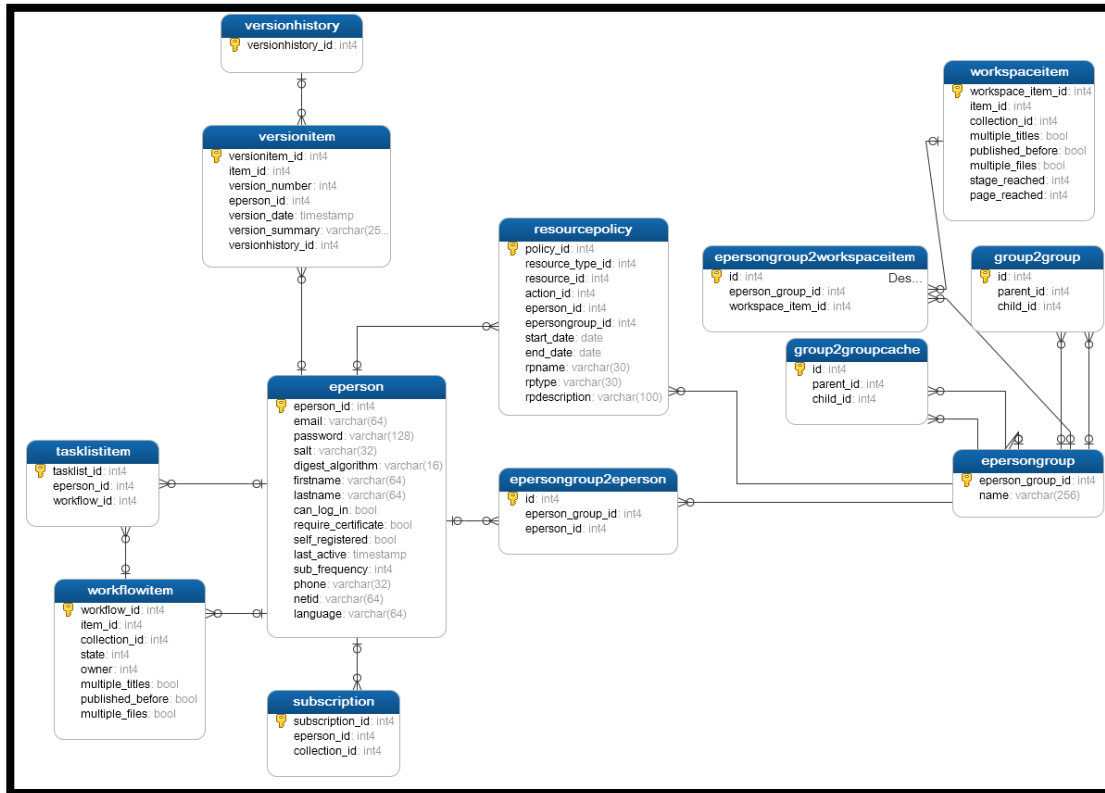 versionhistory
versionhistory_id: int4
versionitem
versionitem_id: int4
item_id: int4
version_number: int4
eperson_id: int4
version_date: timestamp
version_summary: varchar(25...
versionhistory_id: int4
workspaceitem
workspace_item_id: int4
item_id: int4
collection_id: int4
multiple_titles: bool
published_before: bool
multiple_files: bool
stage_reached: int4
page_reached: int4
resourcepolicy
policy_id: int4
resource_type_id: int4
resource_id: int4
action_id: int4
eperson_id: int4
epersongroup_id: int4
start_date: date
end_date: date
rpname: varchar(30)
rptype: varchar(30)
rpdescription: varchar(100)
epersongroup2workspaceitem
id: int4 Des...
eperson_group_id: int4
workspace_item_id: int4
group2group
id: int4
parent_id: int4
child_id: int4
group2groupcache
id: int4
parent_id: int4
child_id: int4
eperson
eperson_id: int4
email: varchar(64)
password: varchar(128)
salt: varchar(32)
digest_algorithm: varchar(16)
firstname: varchar(64)
lastname: varchar(64)
can_log_in: bool
require_certificate: bool
self_registered: bool
last_active: timestamp
sub_frequency: int4
phone: varchar(32)
netid: varchar(64)
language: varchar(64)
tasklistitem
tasklist_id: int4
eperson_id: int4
workflow_id: int4
epersongroup2eperson
id: int4
eperson_group_id: int4
eperson_id: int4
epersongroup
eperson_group_id: int4
name: varchar(256)
workflowitem
workflow_id: int4
item_id: int4
collection_id: int4
state: int4
owner: int4
multiple_titles: bool
published_before: bool
multiple_files: bool
subscription
subscription_id: int4
eperson_id: int4
collection_id: int4